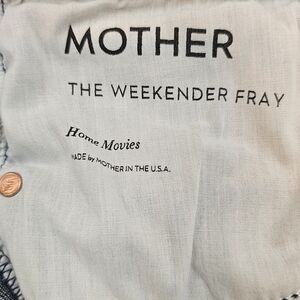 MOTHER
THE WEEKENDER FRAY
Home Movies
MADE by MOTHER IN THE U.S.A.